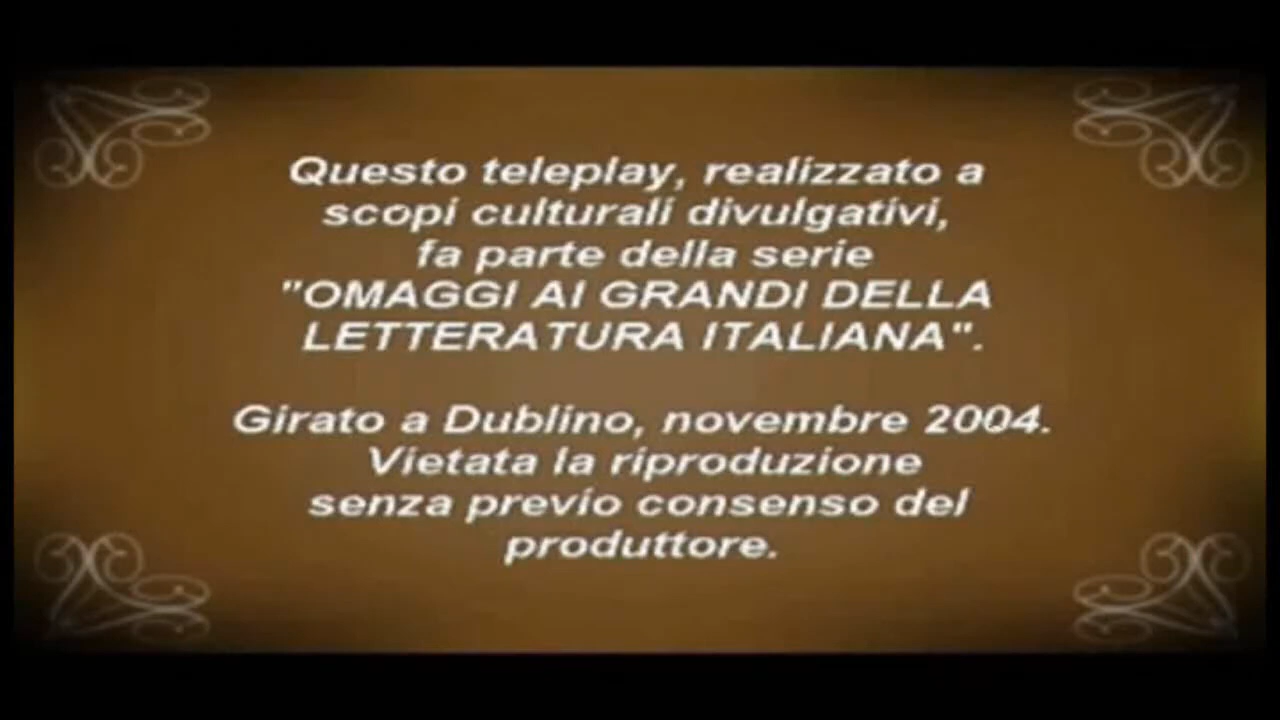 Questo teleplay, realizzato a
scopi culturali divulgativi,
fa parte della serie
"OMAGGI AI GRANDI DELLA
LETTERATURA ITALIANA".
Girato a Dublino, novembre 2004.
Vietata la riproduzione
senza previo consenso del
produttore.